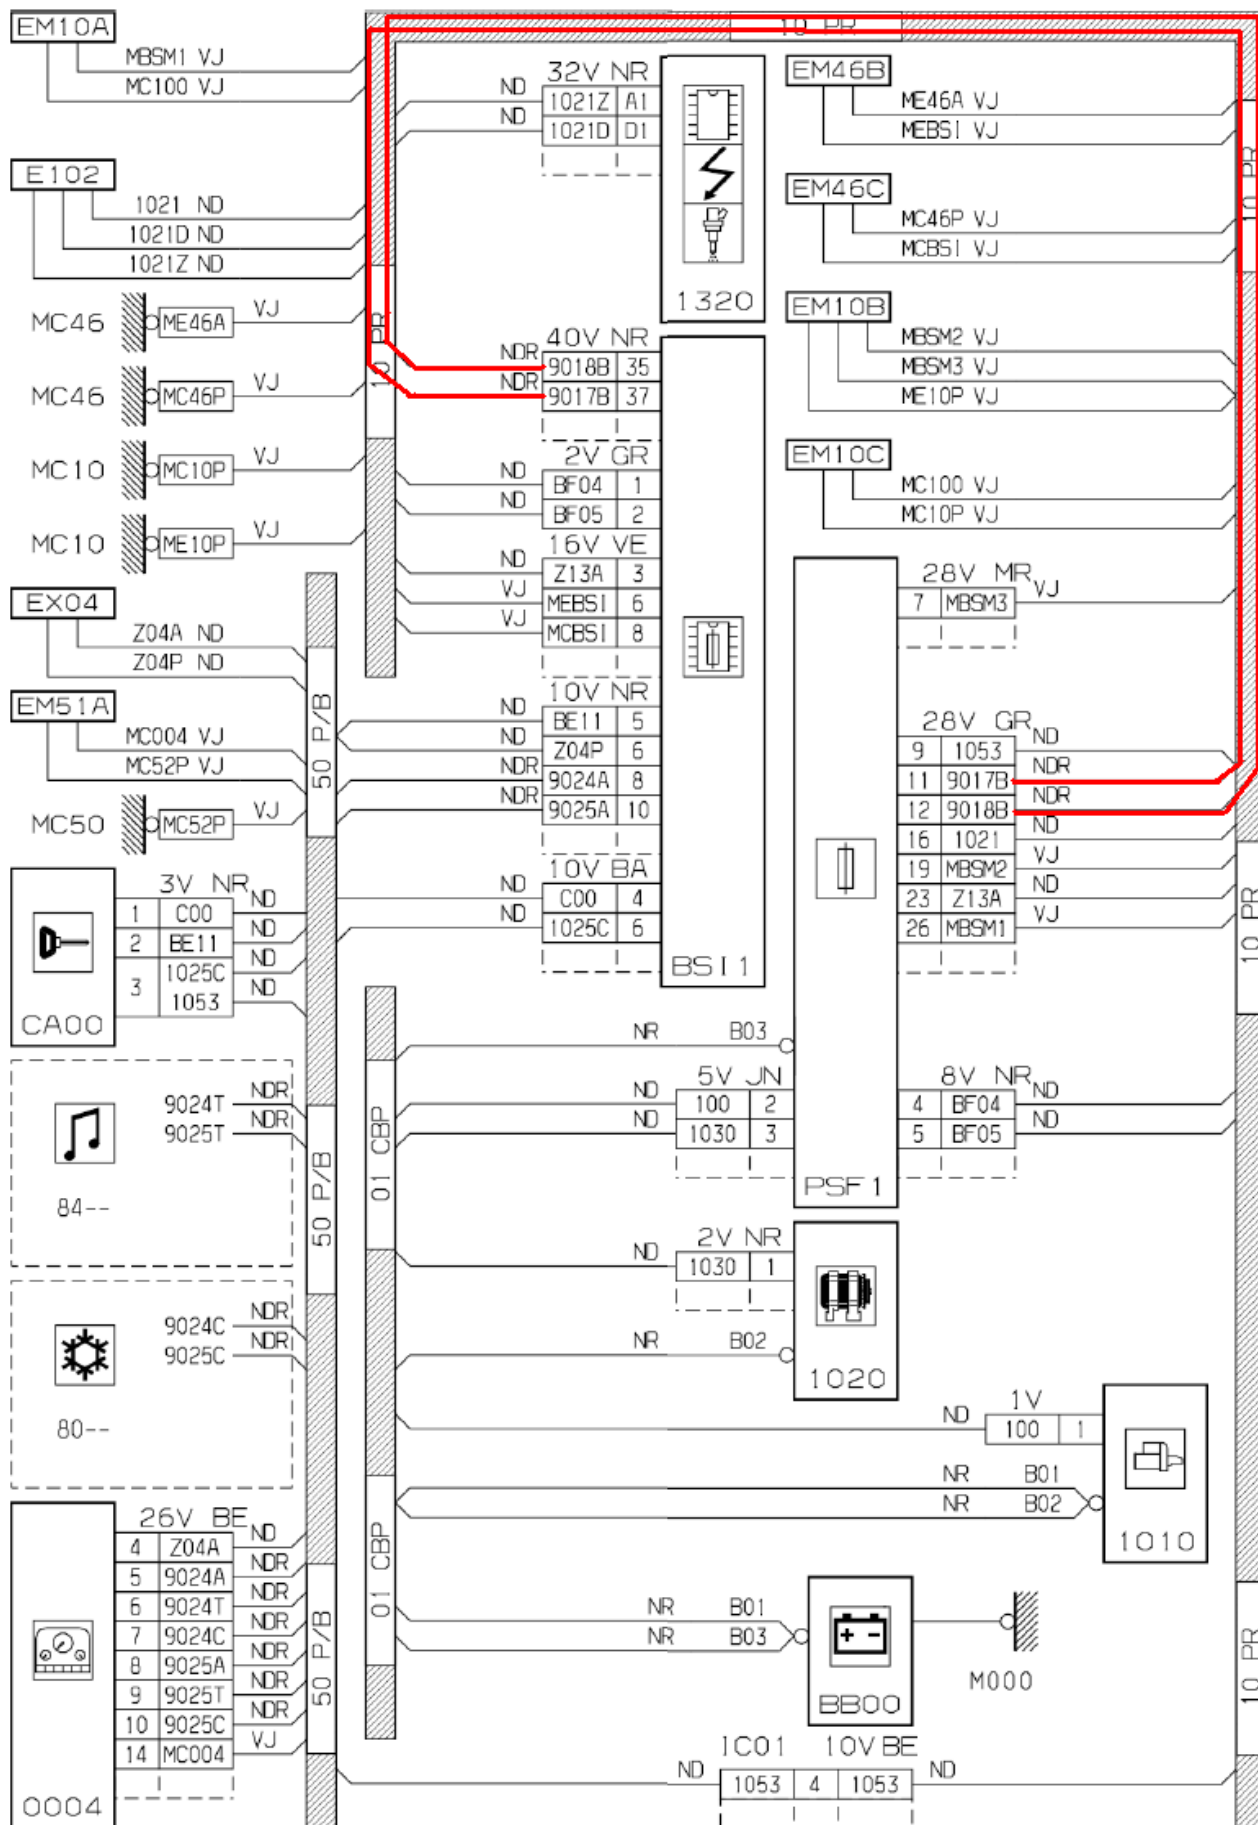 10 PR
EM10A
MBSM1 VJ
MC100 VJ
E102
1021 ND
1021D ND
1021Z ND
MC46
ME46A
VJ
MC46
MC46P
VJ
MC10
MC10P
VJ
MC10
ME10P
VJ
10 PR
EX04
Z04A ND
Z04P ND
EM51A
MC004 VJ
MC52P VJ
MC50
MC52P
VJ
50 P/B
3V NR
1 C00 ND
2 BE11 ND
3 1025C ND
1053 ND
CA00
9024T NDR
9025T NDR
84--
50 P/B
9024C NDR
9025C NDR
80--
26V BE
4 Z04A ND
5 9024A NDR
6 9024T NDR
7 9024C NDR
8 9025A NDR
9 9025T NDR
10 9025C NDR
14 MC004 VJ
0004
50 P/B
32V NR
ND 1021Z A1
ND 1021D D1
1320
40V NR
NDR 9018B 35
NDR 9017B 37
2V GR
ND BF04 1
ND BF05 2
16V VE
ND Z13A 3
VJ MEBSI 6
VJ MCBSI 8
10V NR
ND BE11 5
ND Z04P 6
NDR 9024A 8
NDR 9025A 10
10V BA
ND C00 4
ND 1025C 6
BSI1
EM46B
ME46A VJ
MEBSI VJ
10 PR
EM46C
MC46P VJ
MCBSI VJ
EM10B
MBSM2 VJ
MBSM3 VJ
ME10P VJ
EM10C
MC100 VJ
MC10P VJ
28V MR
7 MBSM3 VJ
28V GR
9 1053 ND
11 9017B NDR
12 9018B NDR
16 1021 ND
19 MBSM2 VJ
23 Z13A ND
26 MBSM1 VJ
10 PR
01 CBP
NR B03
5V JN
ND 100 2
ND 1030 3
8V NR
4 BF04 ND
5 BF05 ND
PSF1
2V NR
ND 1030 1
NR B02
1020
1V
ND 100 1
NR B01
NR B02
1010
01 CBP
NR B01
NR B03
+ -
BB00
M000
10 PR
IC01 10V BE
ND 1053 4 1053 ND